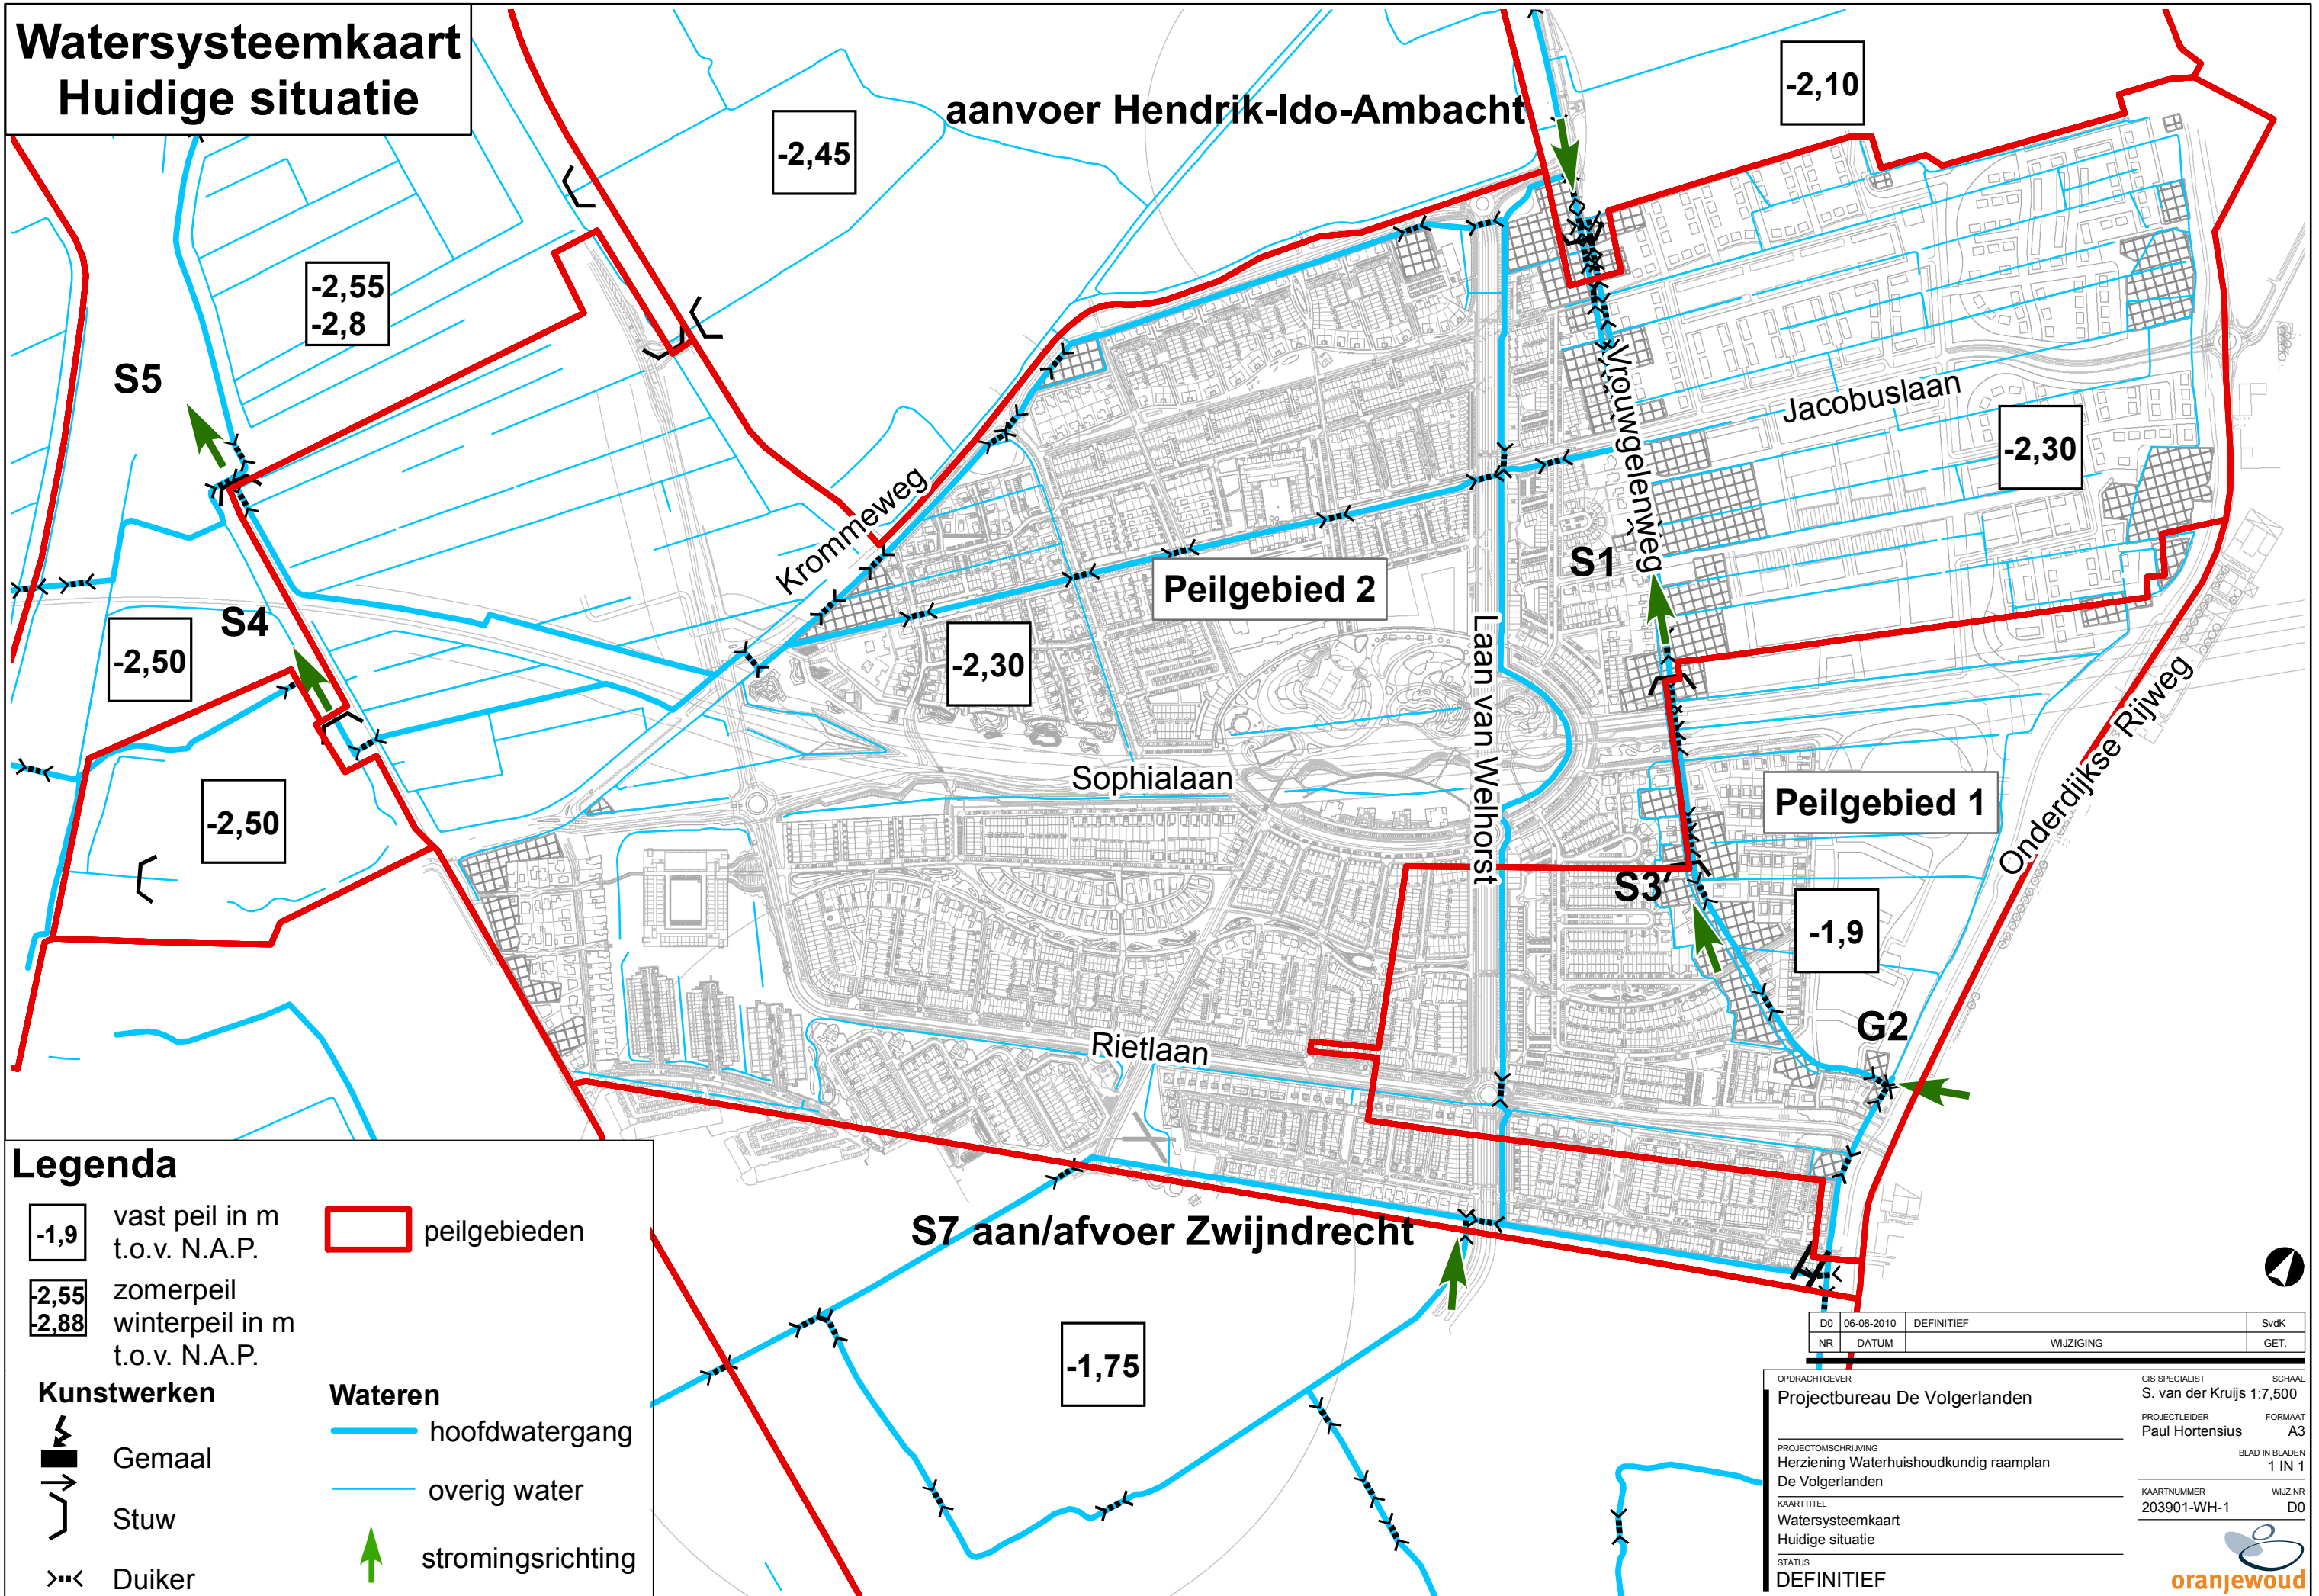 Watersysteemkaart
Huidige situatie
aanvoer Hendrik-Ido-Ambacht
-2,10
-2,45
-2,55
-2,8
S5
Vrouwgelenweg
Jacobuslaan
-2,30
Krommeweg
S1
Peilgebied 2
S4
-2,50
-2,30
Laan van Welhorst
Onderdijkse Rijweg
Sophialaan
Peilgebied 1
-2,50
S3
-1,9
G2
Rietlaan
S7 aan/afvoer Zwijndrecht
-1,75
Legenda
-1,9
vast peil in m
t.o.v. N.A.P.
peilgebieden
-2,55
-2,88
zomerpeil
winterpeil in m
t.o.v. N.A.P.
Kunstwerken
Gemaal
Stuw
Duiker
Wateren
hoofdwatergang
overig water
stromingsrichting
D0 06-08-2010 DEFINITIEF SvdK
NR DATUM WIJZIGING GET.
OPDRACHTGEVER
Projectbureau De Volgerlanden
GIS SPECIALIST SCHAAL
S. van der Kruijs 1:7,500
PROJECTLEIDER FORMAAT
Paul Hortensius A3
PROJECTOMSCHRIJVING
Herziening Waterhuishoudkundig raamplan
De Volgerlanden
BLAD IN BLADEN
1 IN 1
KAARTTITEL
Watersysteemkaart
Huidige situatie
KAARTNUMMER WIJZ.NR
203901-WH-1 D0
STATUS
DEFINITIEF
oranjewoud